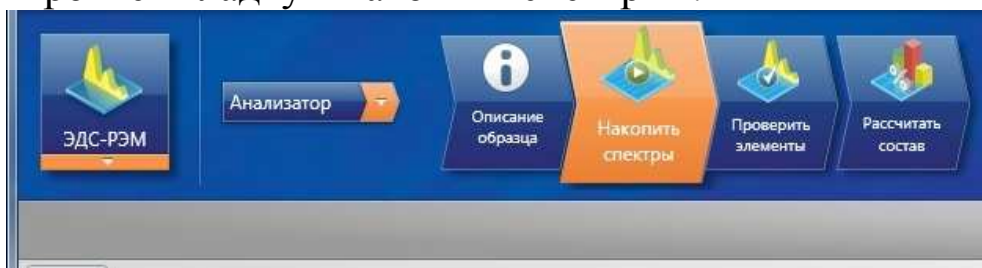 ЭДС-РЭМ
Анализатор
Описание
образца
Накопить
спектры
Проверить
элементы
Рассчитать
состав